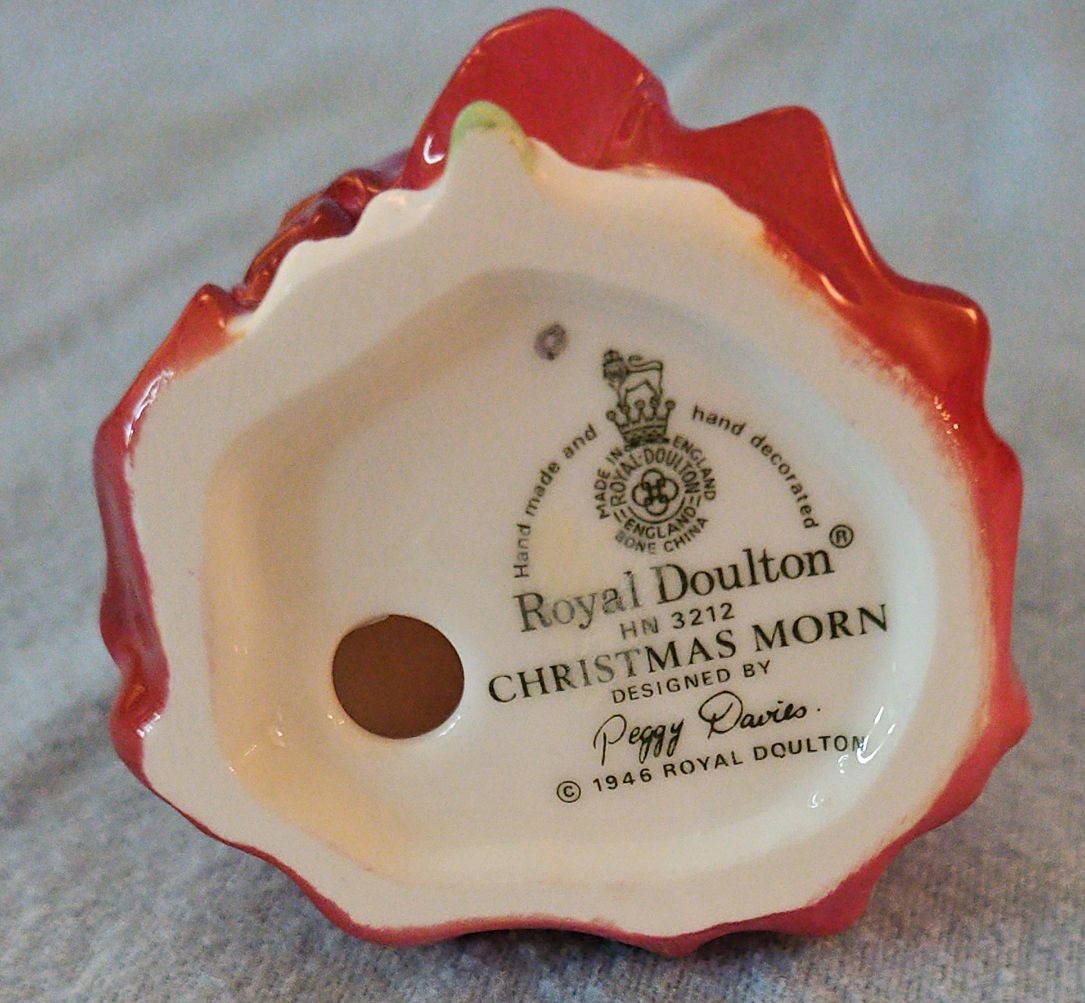 Hand made and hand decorated
MADE IN ENGLAND
ROYAL·DOULTON
ENGLAND
BONE CHINA
Royal Doulton®
HN 3212
CHRISTMAS MORN
DESIGNED BY
Peggy Davies.
© 1946 ROYAL DOULTON